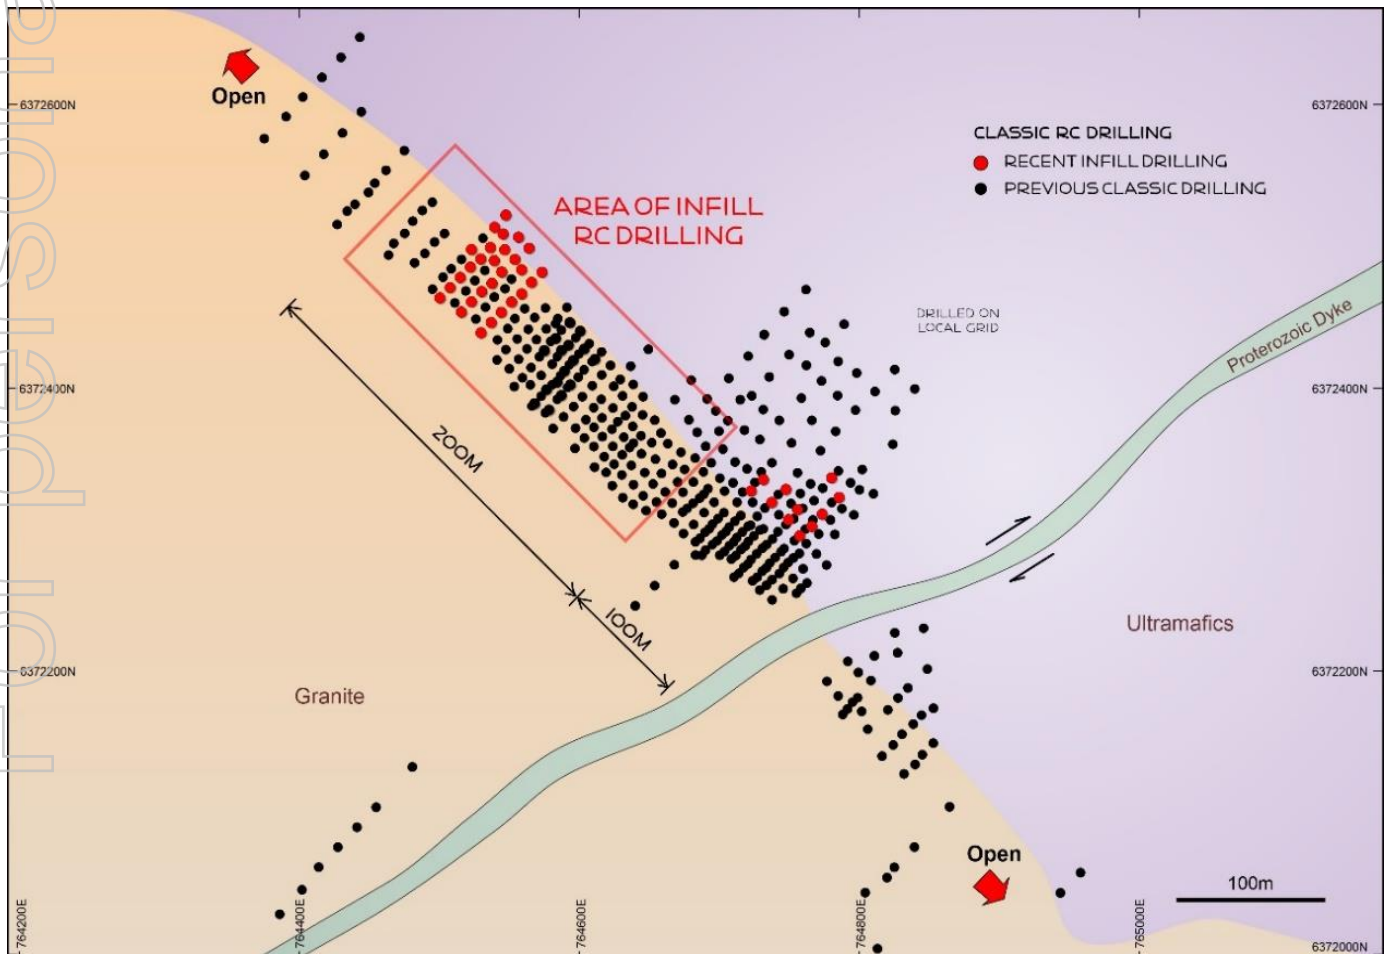 For personal
Open
6372600N
6372600N
CLASSIC RC DRILLING
RECENT INFILL DRILLING
PREVIOUS CLASSIC DRILLING
AREA OF INFILL
RC DRILLING
DRILLED ON
LOCAL GRID
Proterozoic Dyke
6372400N
6372400N
200M
100M
Ultramafics
6372200N
6372200N
Granite
Open
100m
764200E
764400E
764600E
764800E
765000E
6372000N